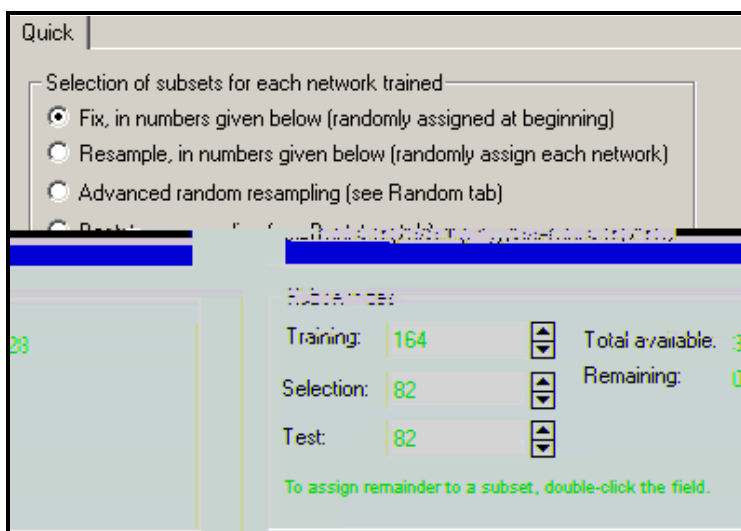 Quick
Selection of subsets for each network trained
Fix, in numbers given below (randomly assigned at beginning)
Resample, in numbers given below (randomly assign each network)
Advanced random resampling (see Random tab)
28
Training: 164
Total available:
Selection: 82
Remaining:
Test: 82
To assign remainder to a subset, double-click the field.